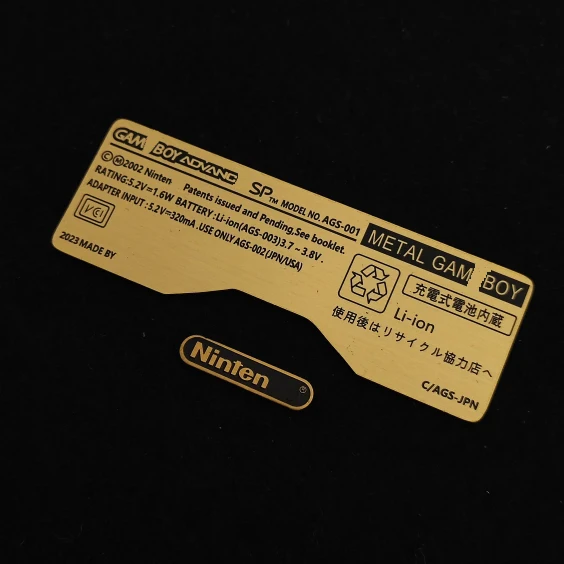 GAM BOY ADVANC SP TM MODEL NO. AGS-001
©Ⓜ2002 Ninten Patents issued and Pending.See booklet.
RATING:5.2V=1.6W BATTERY:Li-ion(AGS-003)3.7 ~ 3.8V.
ADAPTER INPUT:5.2V=320mA.USE ONLY AGS-002(JPN/USA)
VCI
2023 MADE BY
METAL GAM BOY
充電式電池内蔵
Li-ion
使用後はリサイクル協力店へ
C/AGS-JPN
Ninten ®